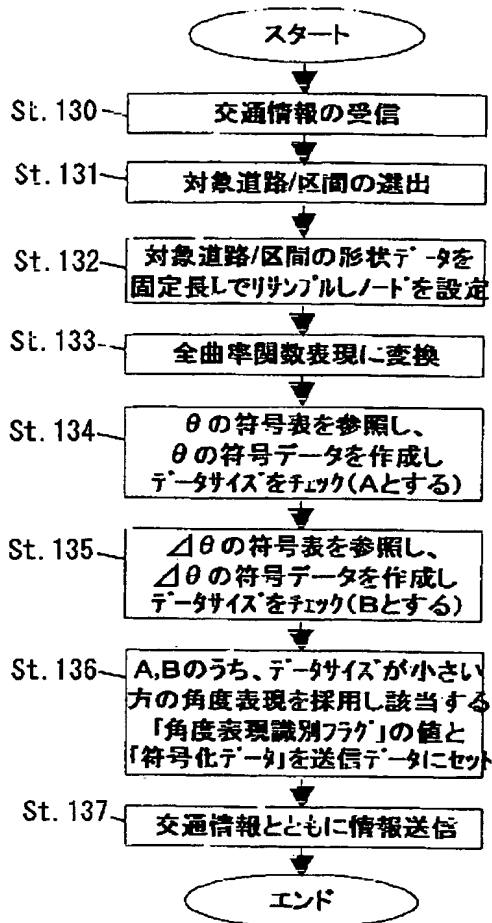 スタート
St.130
交通情報の受信
St.131
対象道路/区間の選出
St.132
対象道路/区間の形状データを
固定長Lでリサンプルしノードを設定
St.133
全曲率関数表現に変換
St.134
θの符号表を参照し、
θの符号データを作成し
データサイズをチェック(Aとする)
St.135
⊿θの符号表を参照し、
⊿θの符号データを作成し
データサイズをチェック(Bとする)
St.136
A,Bのうち、データサイズが小さい
方の角度表現を採用し該当する
「角度表現識別フラグ」の値と
「符号化データ」を送信データにセット
St.137
交通情報とともに情報送信
エンド